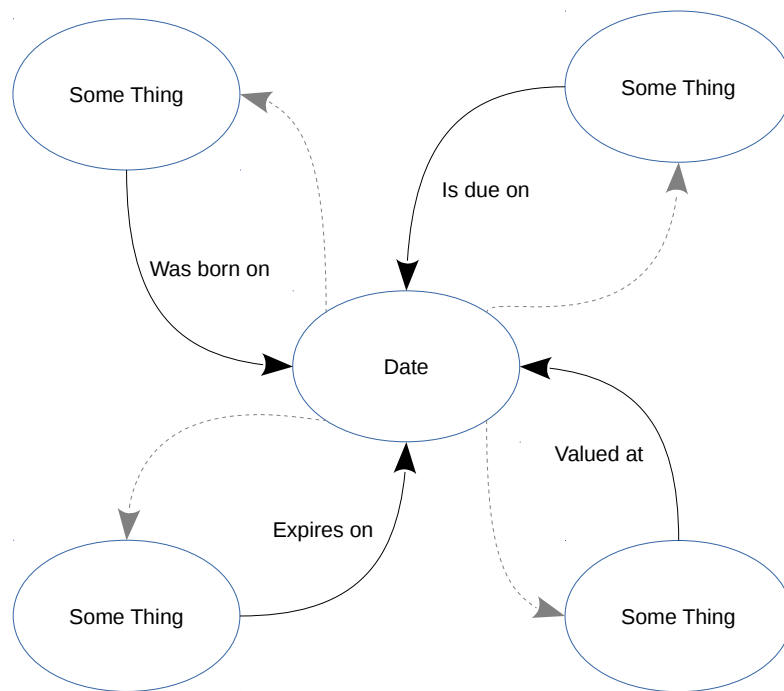 Some Thing
Some Thing
Is due on
Was born on
Date
Valued at
Expires on
Some Thing
Some Thing